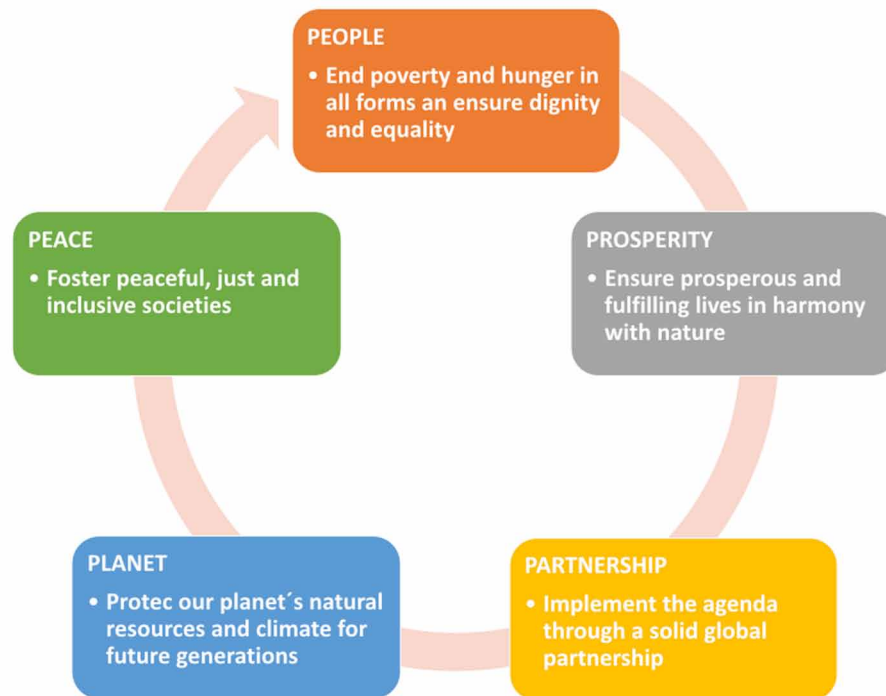 PEOPLE
• End poverty and hunger in
all forms an ensure dignity
and equality
PROSPERITY
• Ensure prosperous and
fulfilling lives in harmony
with nature
PARTNERSHIP
• Implement the agenda
through a solid global
partnership
PLANET
• Protec our planet´s natural
resources and climate for
future generations
PEACE
• Foster peaceful, just and
inclusive societies